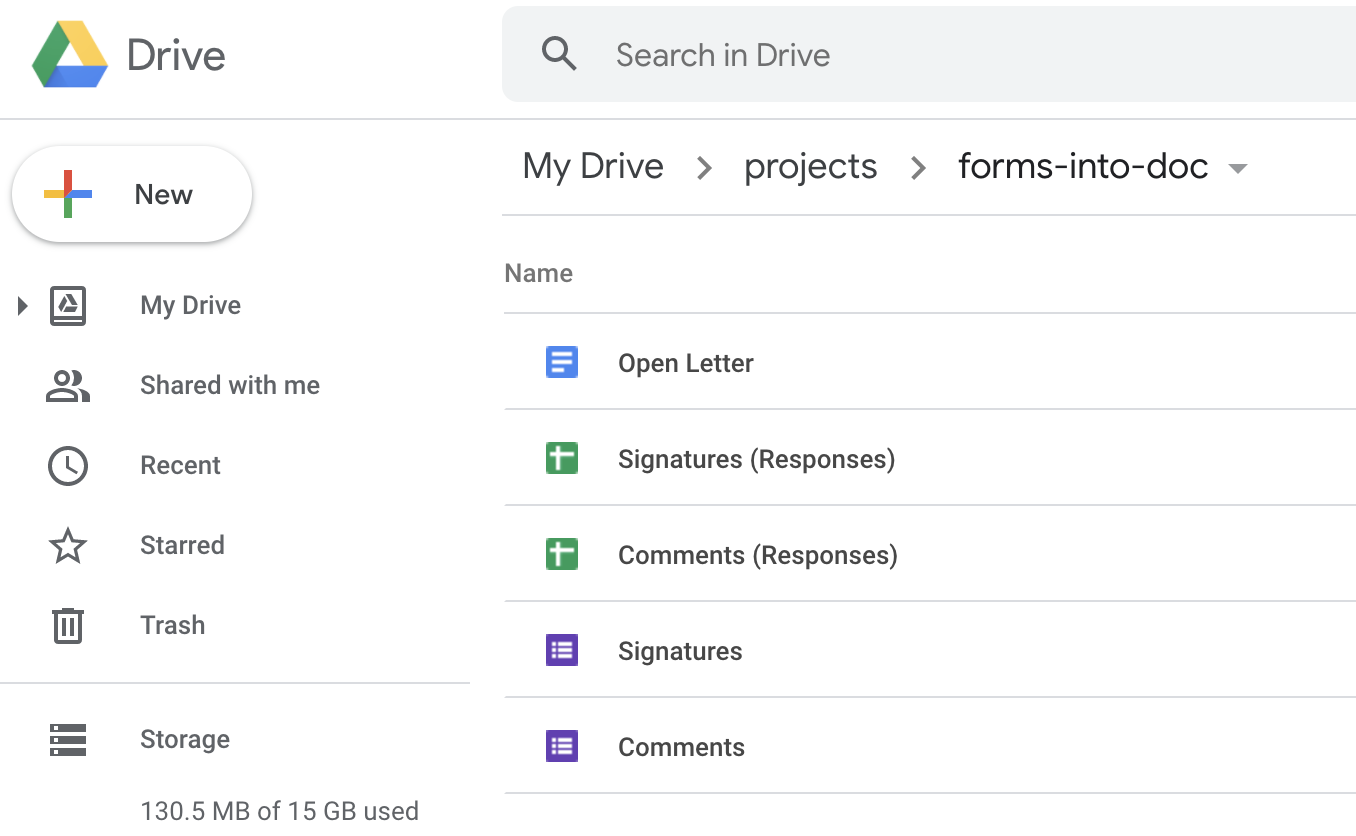 Drive
Search in Drive
New
My Drive
Shared with me
Recent
Starred
Trash
Storage
130.5 MB of 15 GB used
My Drive > projects > forms-into-doc
Name
Open Letter
Signatures (Responses)
Comments (Responses)
Signatures
Comments